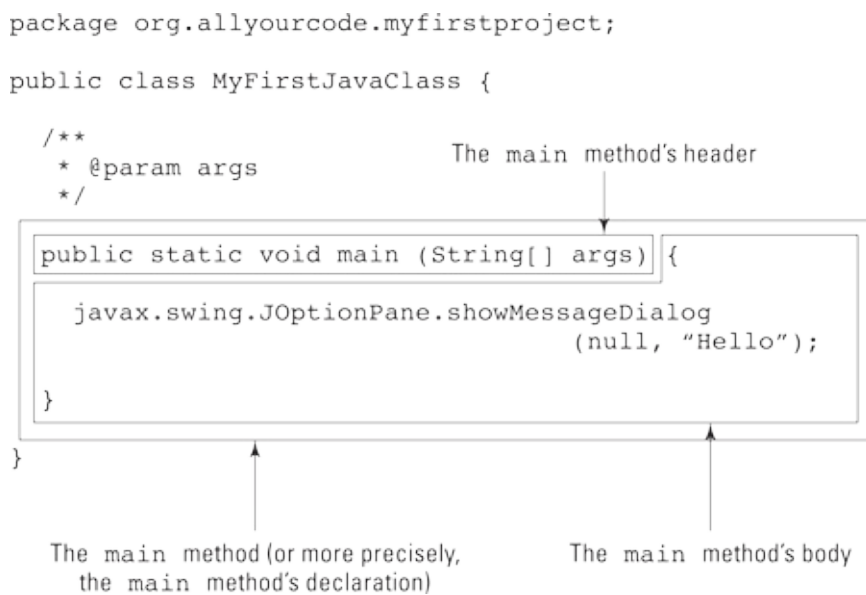 package org.allyourcode.myfirstproject;
public class MyFirstJavaClass {
/**
* @param args
*/
The main method's header
public static void main (String[] args) {
javax.swing.JOptionPane.showMessageDialog
(null, “Hello”);
}
}
The main method (or more precisely,
the main method's declaration)
The main method's body